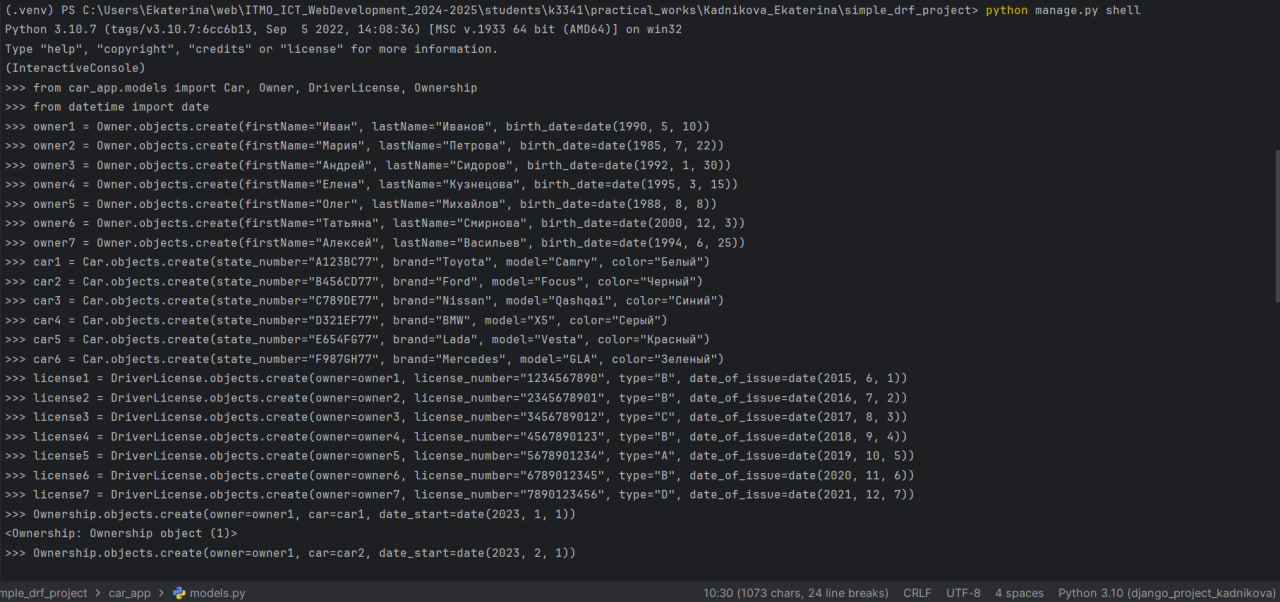 (.venv) PS C:\Users\Ekaterina\web\ITMO_ICT_WebDevelopment_2024-2025\students\k3341\practical_works\Kadnikova_Ekaterina\simple_drf_project> python manage.py shell
Python 3.10.7 (tags/v3.10.7:6cc6b13, Sep  5 2022, 14:08:36) [MSC v.1933 64 bit (AMD64)] on win32
Type "help", "copyright", "credits" or "license" for more information.
(InteractiveConsole)
>>> from car_app.models import Car, Owner, DriverLicense, Ownership
>>> from datetime import date
>>> owner1 = Owner.objects.create(firstName="Иван", lastName="Иванов", birth_date=date(1990, 5, 10))
>>> owner2 = Owner.objects.create(firstName="Мария", lastName="Петрова", birth_date=date(1985, 7, 22))
>>> owner3 = Owner.objects.create(firstName="Андрей", lastName="Сидоров", birth_date=date(1992, 1, 30))
>>> owner4 = Owner.objects.create(firstName="Елена", lastName="Кузнецова", birth_date=date(1995, 3, 15))
>>> owner5 = Owner.objects.create(firstName="Олег", lastName="Михайлов", birth_date=date(1988, 8, 8))
>>> owner6 = Owner.objects.create(firstName="Татьяна", lastName="Смирнова", birth_date=date(2000, 12, 3))
>>> owner7 = Owner.objects.create(firstName="Алексей", lastName="Васильев", birth_date=date(1994, 6, 25))
>>> car1 = Car.objects.create(state_number="A123BC77", brand="Toyota", model="Camry", color="Белый")
>>> car2 = Car.objects.create(state_number="B456CD77", brand="Ford", model="Focus", color="Черный")
>>> car3 = Car.objects.create(state_number="C789DE77", brand="Nissan", model="Qashqai", color="Синий")
>>> car4 = Car.objects.create(state_number="D321EF77", brand="BMW", model="X5", color="Серый")
>>> car5 = Car.objects.create(state_number="E654FG77", brand="Lada", model="Vesta", color="Красный")
>>> car6 = Car.objects.create(state_number="F987GH77", brand="Mercedes", model="GLA", color="Зеленый")
>>> license1 = DriverLicense.objects.create(owner=owner1, license_number="1234567890", type="B", date_of_issue=date(2015, 6, 1))
>>> license2 = DriverLicense.objects.create(owner=owner2, license_number="2345678901", type="B", date_of_issue=date(2016, 7, 2))
>>> license3 = DriverLicense.objects.create(owner=owner3, license_number="3456789012", type="C", date_of_issue=date(2017, 8, 3))
>>> license4 = DriverLicense.objects.create(owner=owner4, license_number="4567890123", type="B", date_of_issue=date(2018, 9, 4))
>>> license5 = DriverLicense.objects.create(owner=owner5, license_number="5678901234", type="A", date_of_issue=date(2019, 10, 5))
>>> license6 = DriverLicense.objects.create(owner=owner6, license_number="6789012345", type="B", date_of_issue=date(2020, 11, 6))
>>> license7 = DriverLicense.objects.create(owner=owner7, license_number="7890123456", type="D", date_of_issue=date(2021, 12, 7))
>>> Ownership.objects.create(owner=owner1, car=car1, date_start=date(2023, 1, 1))
<Ownership: Ownership object (1)>
>>> Ownership.objects.create(owner=owner1, car=car2, date_start=date(2023, 2, 1))
mple_drf_project > car_app > models.py 10:30 (1073 chars, 24 line breaks) CRLF UTF-8 4 spaces Python 3.10 (django_project_kadnikova)